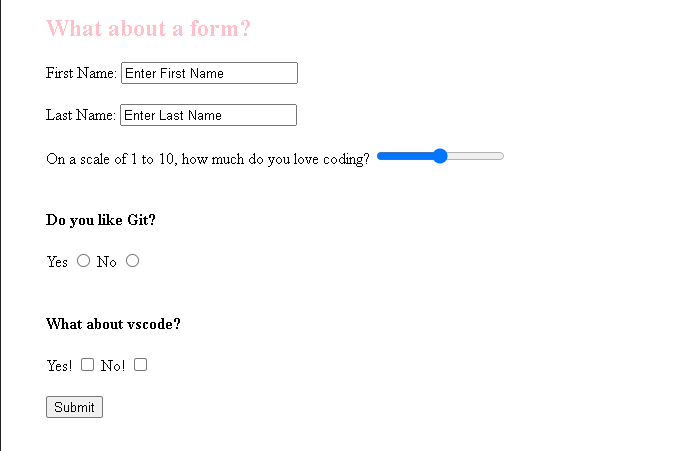 What about a form?
First Name: Enter First Name
Last Name: Enter Last Name
On a scale of 1 to 10, how much do you love coding?
Do you like Git?
Yes No
What about vscode?
Yes! No!
Submit